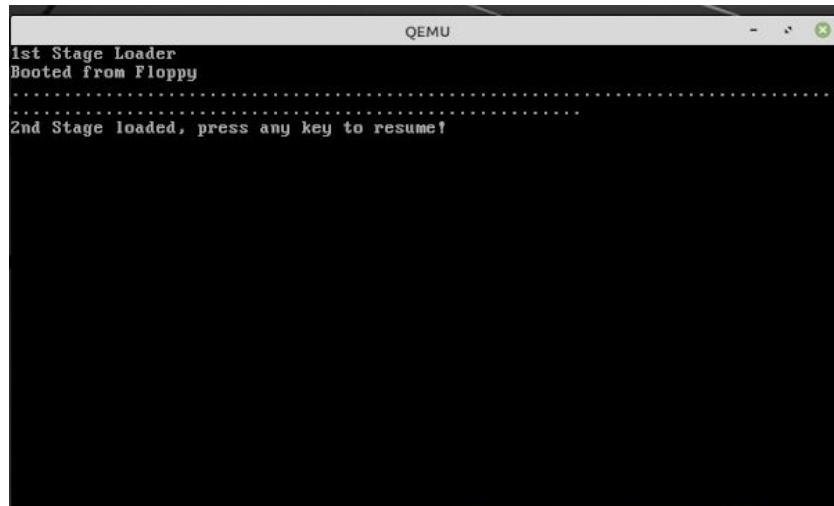 QEMU
1st Stage Loader
Booted from Floppy
................................................................................
.......................................................
2nd Stage loaded, press any key to resume!